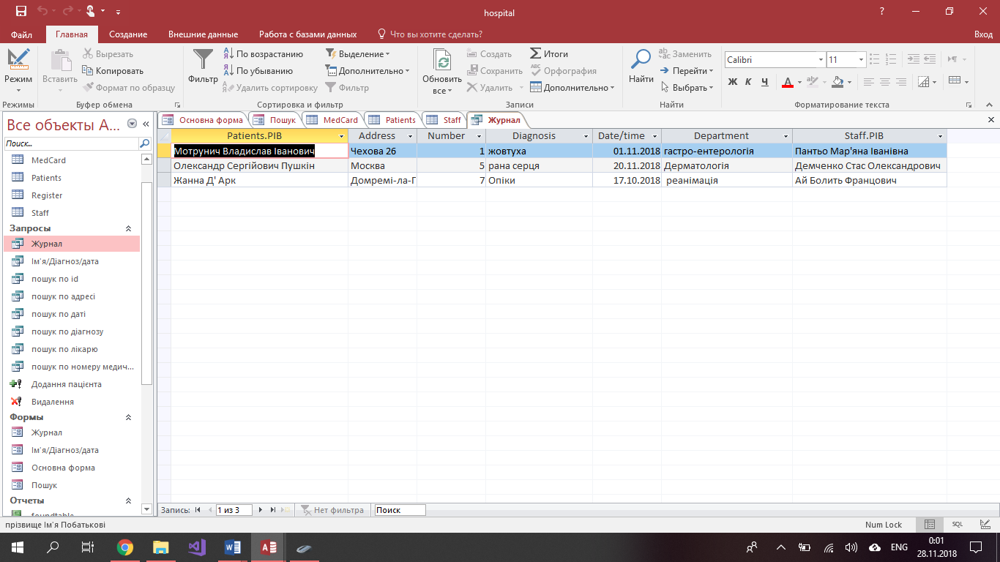 hospital
?
Файл Главная Создание Внешние данные Работа с базами данных Что вы хотите сделать? Вход
Режим
Режимы
Вставить
Вырезать
Копировать
Формат по образцу
Буфер обмена
Фильтр
По возрастанию
По убыванию
Удалить сортировку
Выделение
Дополнительно
Фильтр
Сортировка и фильтр
Обновить
все
Создать
Сохранить
Удалить
Итоги
Орфография
Дополнительно
Записи
Найти
Заменить
Перейти
Выбрать
Найти
Calibri 11
Ж К Ч A
Форматирование текста
Все объекты A...
Поиск...
MedCard
Patients
Register
Staff
Запросы
Журнал
Ім'я/Діагноз/дата
пошук по id
пошук по адресі
пошук по даті
пошук по діагнозу
пошук по лікарю
пошук по номеру медич...
Додання пацієнта
Видалення
Формы
Журнал
Ім'я/Діагноз/дата
Основна форма
Пошук
Отчеты
Основна форма Пошук MedCard Patients Staff Журнал
Patients.PIB Address Number Diagnosis Date/time Department Staff.PIB
Мотрунич Владислав Іванович Чехова 26 1 жовтуха 01.11.2018 гастро-ентерологія Пантьо Мар'яна Іванівна
Олександр Сергійович Пушкін Москва 5 рана серця 20.11.2018 Дерматологія Демченко Стас Олександрович
Жанна Д' Арк Домремі-ла-Г 7 Опіки 17.10.2018 реанімація Ай Болить Францович
Запись: 1 из 3 Нет фильтра Поиск
прізвище Ім'я Побатькові Num Lock SQL
ENG 0:01
28.11.2018